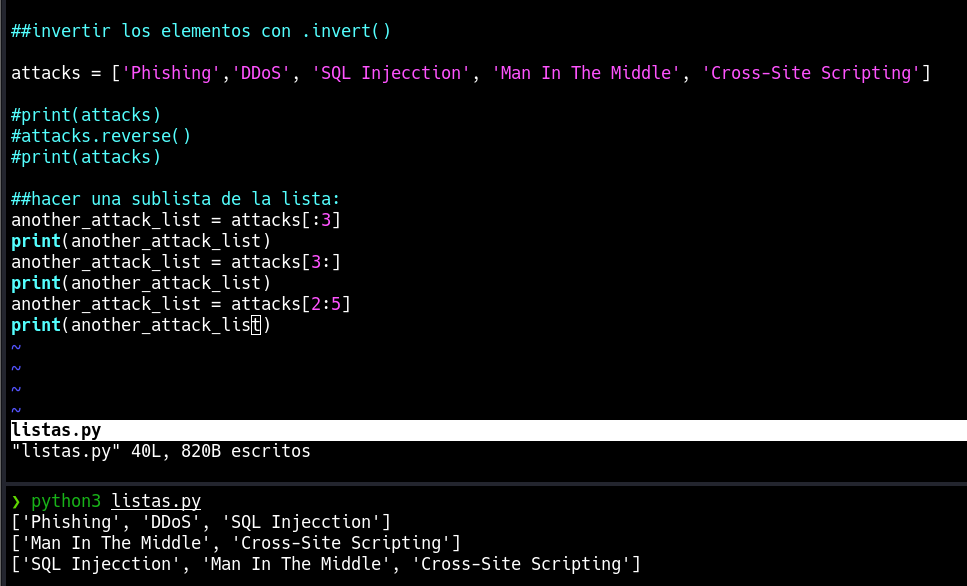 ##invertir los elementos con .invert()
attacks = ['Phishing','DDoS', 'SQL Injecction', 'Man In The Middle', 'Cross-Site Scripting']
#print(attacks)
#attacks.reverse()
#print(attacks)
##hacer una sublista de la lista:
another_attack_list = attacks[:3]
print(another_attack_list)
another_attack_list = attacks[3:]
print(another_attack_list)
another_attack_list = attacks[2:5]
print(another_attack_list)
~
~
~
~
listas.py
"listas.py" 40L, 820B escritos
❯ python3 listas.py
['Phishing', 'DDoS', 'SQL Injecction']
['Man In The Middle', 'Cross-Site Scripting']
['SQL Injecction', 'Man In The Middle', 'Cross-Site Scripting']